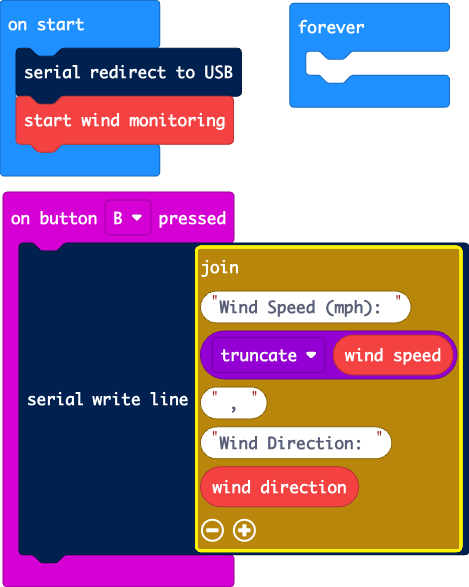 on start
serial redirect to USB
start wind monitoring
forever
on button B pressed
serial write line
join
"Wind Speed (mph): "
truncate wind speed
" , "
"Wind Direction: "
wind direction